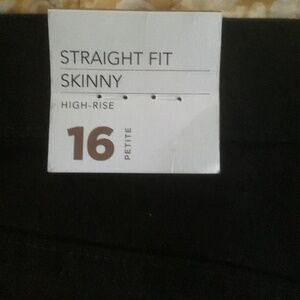 STRAIGHT FIT
SKINNY
HIGH-RISE
16 PETITE